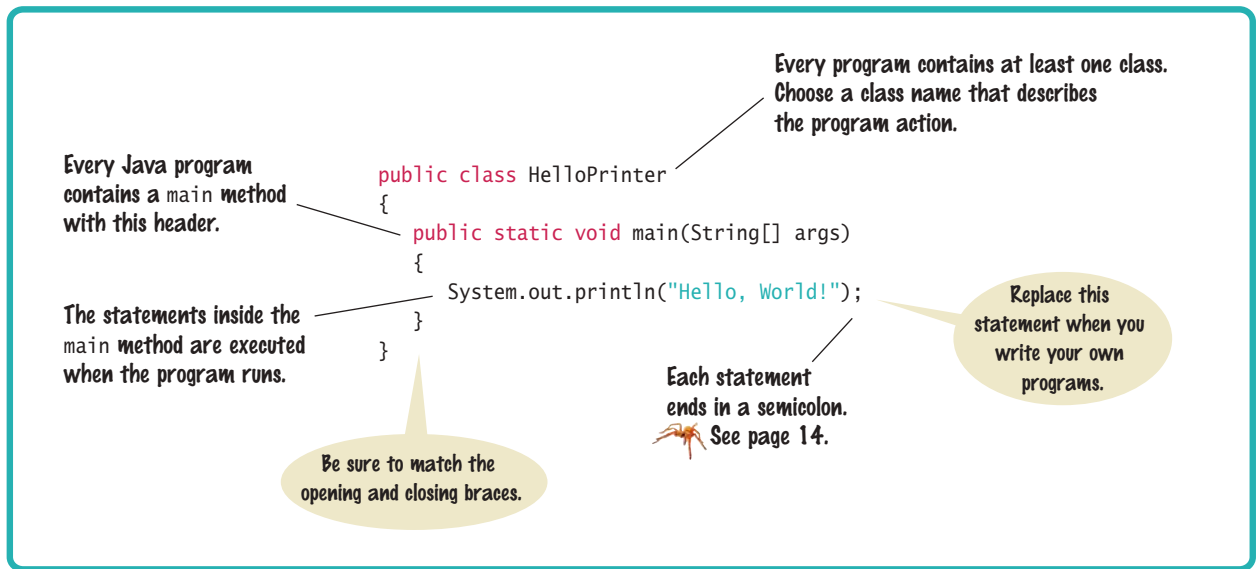 Every program contains at least one class.
Choose a class name that describes
the program action.
Every Java program
contains a main method
with this header.
public class HelloPrinter
{
public static void main(String[] args)
{
System.out.println("Hello, World!");
}
}
The statements inside the
main method are executed
when the program runs.
Replace this
statement when you
write your own
programs.
Each statement
ends in a semicolon.
See page 14.
Be sure to match the
opening and closing braces.